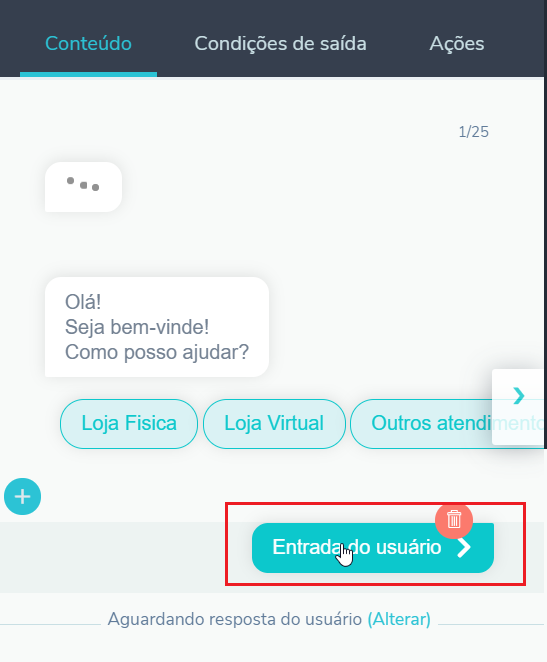 Conteúdo Condições de saída Ações
1/25
Olá!
Seja bem-vinde!
Como posso ajudar?
Loja Fisica Loja Virtual Outros atendimento
Entrada do usuário
Aguardando resposta do usuário (Alterar)